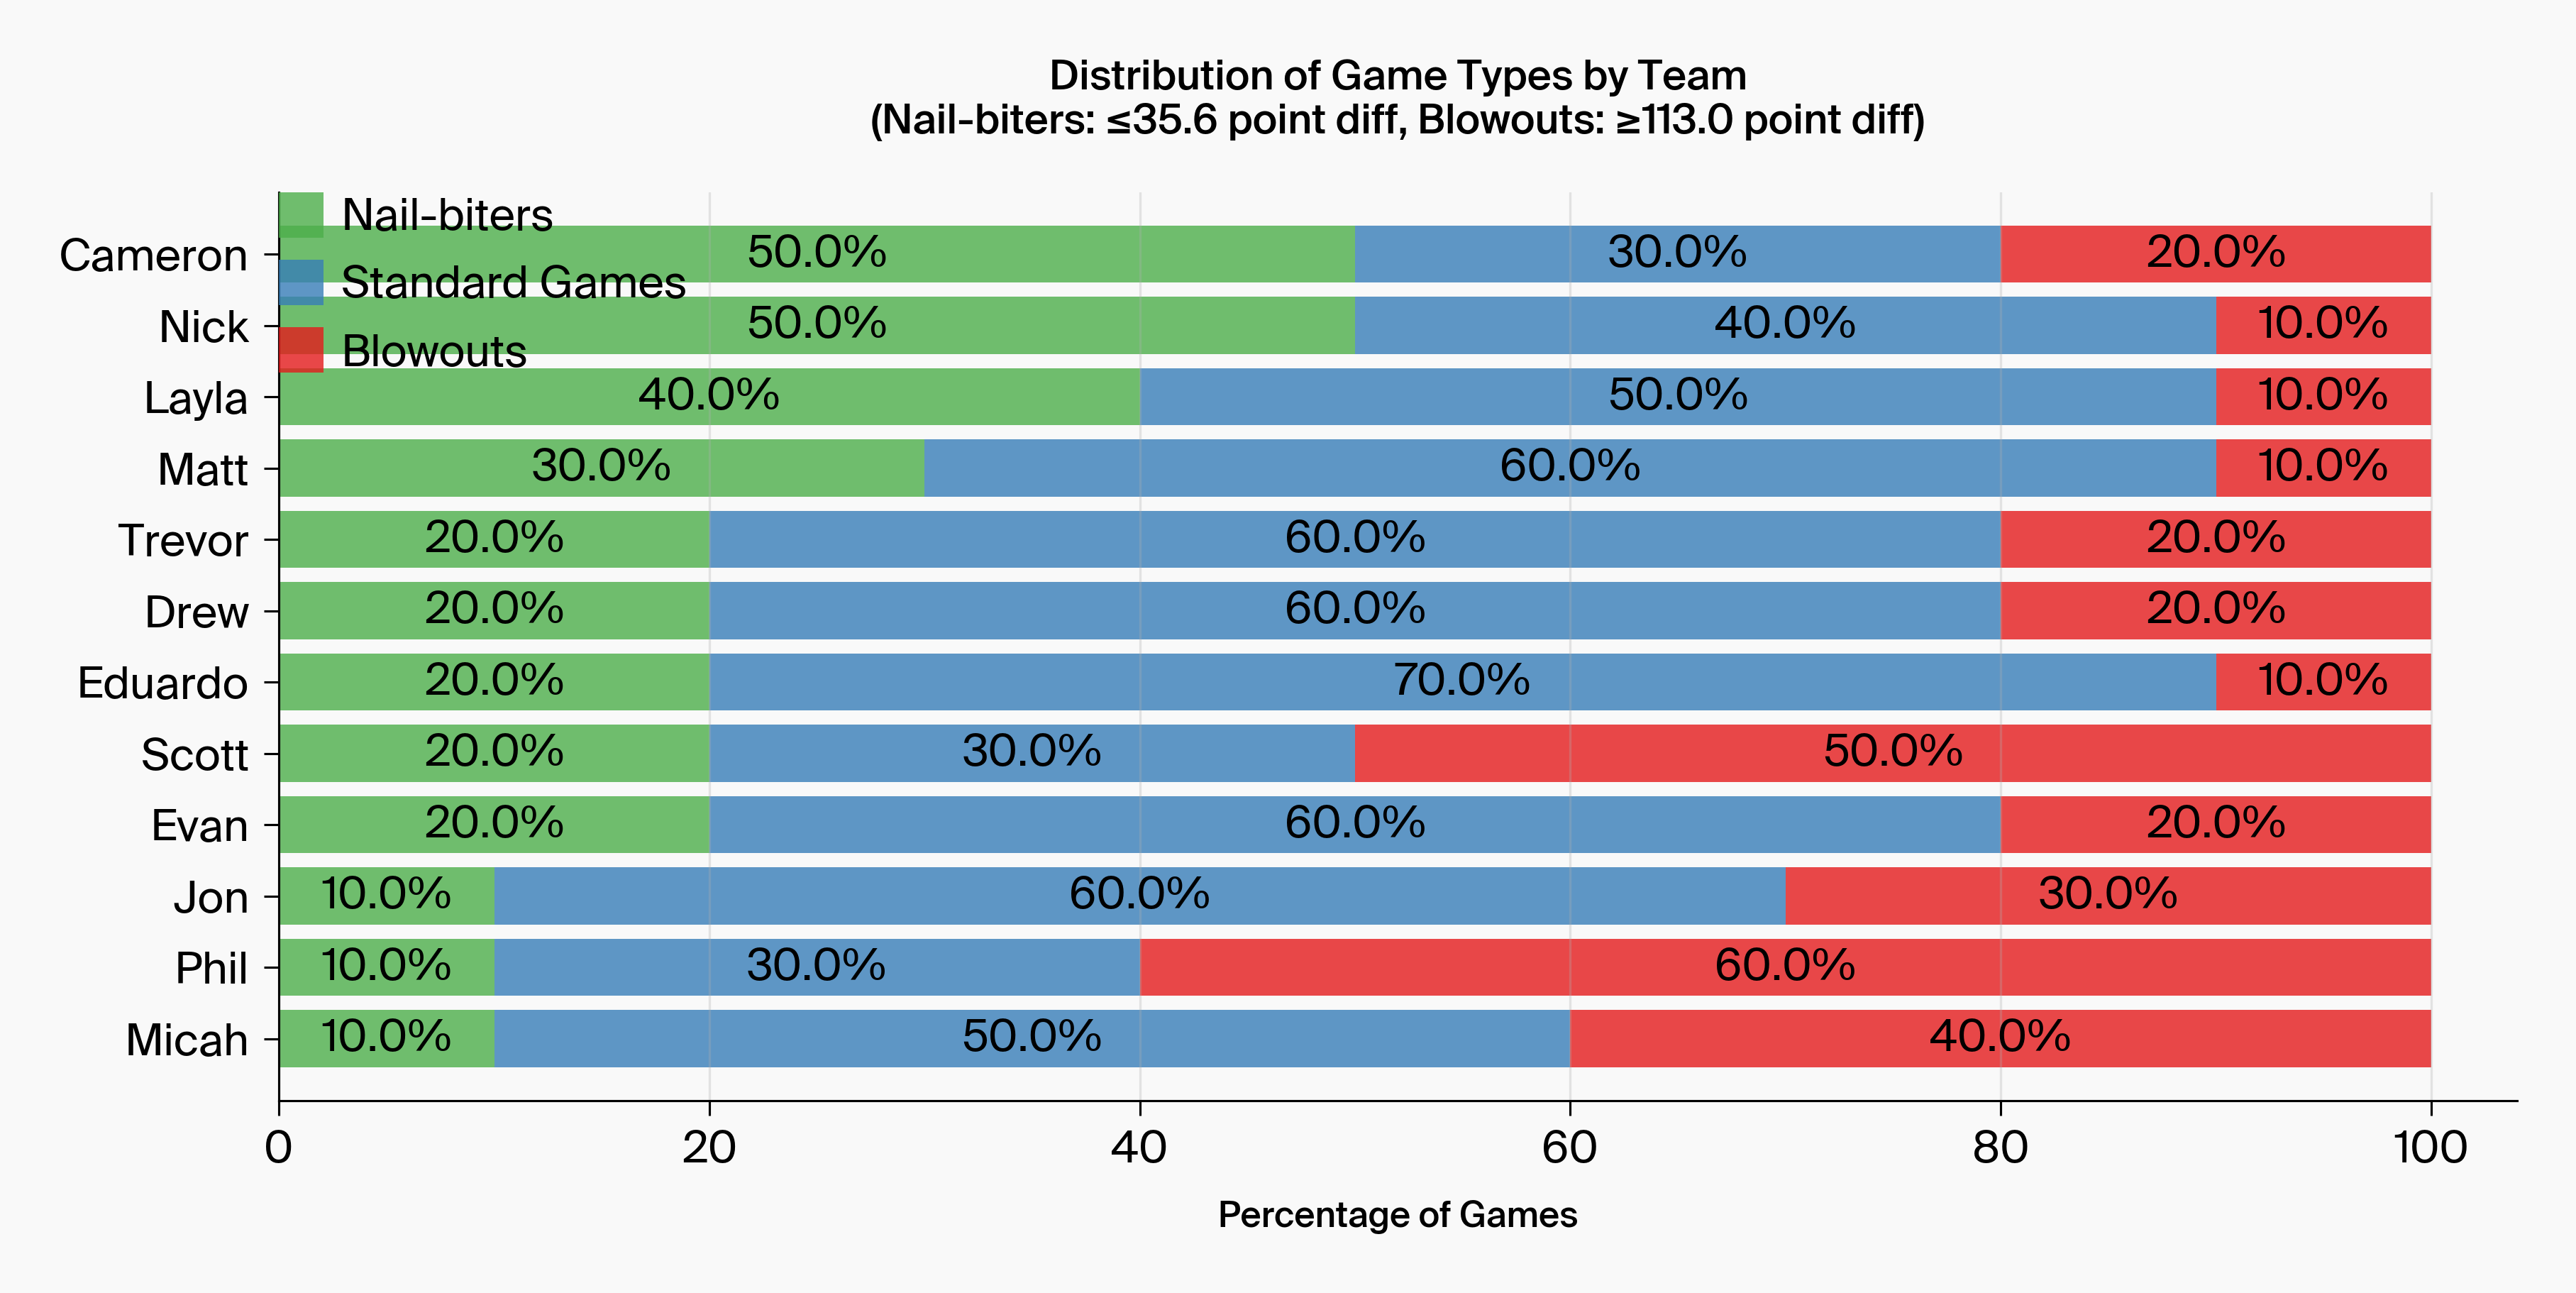 Distribution of Game Types by Team
(Nail-biters: ≤35.6 point diff, Blowouts: ≥113.0 point diff)
Nail-biters
Standard Games
Blowouts
Cameron 50.0% 30.0% 20.0%
Nick 50.0% 40.0% 10.0%
Layla 40.0% 50.0% 10.0%
Matt 30.0% 60.0% 10.0%
Trevor 20.0% 60.0% 20.0%
Drew 20.0% 60.0% 20.0%
Eduardo 20.0% 70.0% 10.0%
Scott 20.0% 30.0% 50.0%
Evan 20.0% 60.0% 20.0%
Jon 10.0% 60.0% 30.0%
Phil 10.0% 30.0% 60.0%
Micah 10.0% 50.0% 40.0%
0 20 40 60 80 100
Percentage of Games